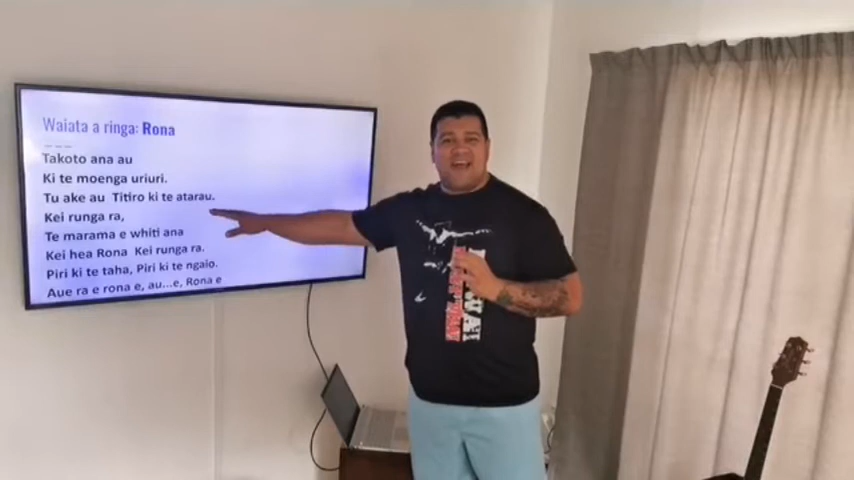 Waiata a ringa: Rona
Takoto ana au
Ki te moenga uriuri.
Tu ake au Titiro ki te atarau.
Kei runga ra,
Te marama e whiti ana
Kei hea Rona Kei runga ra.
Piri ki te taha, Piri ki te ngaio.
Aue ra e rona e, au...e, Rona e